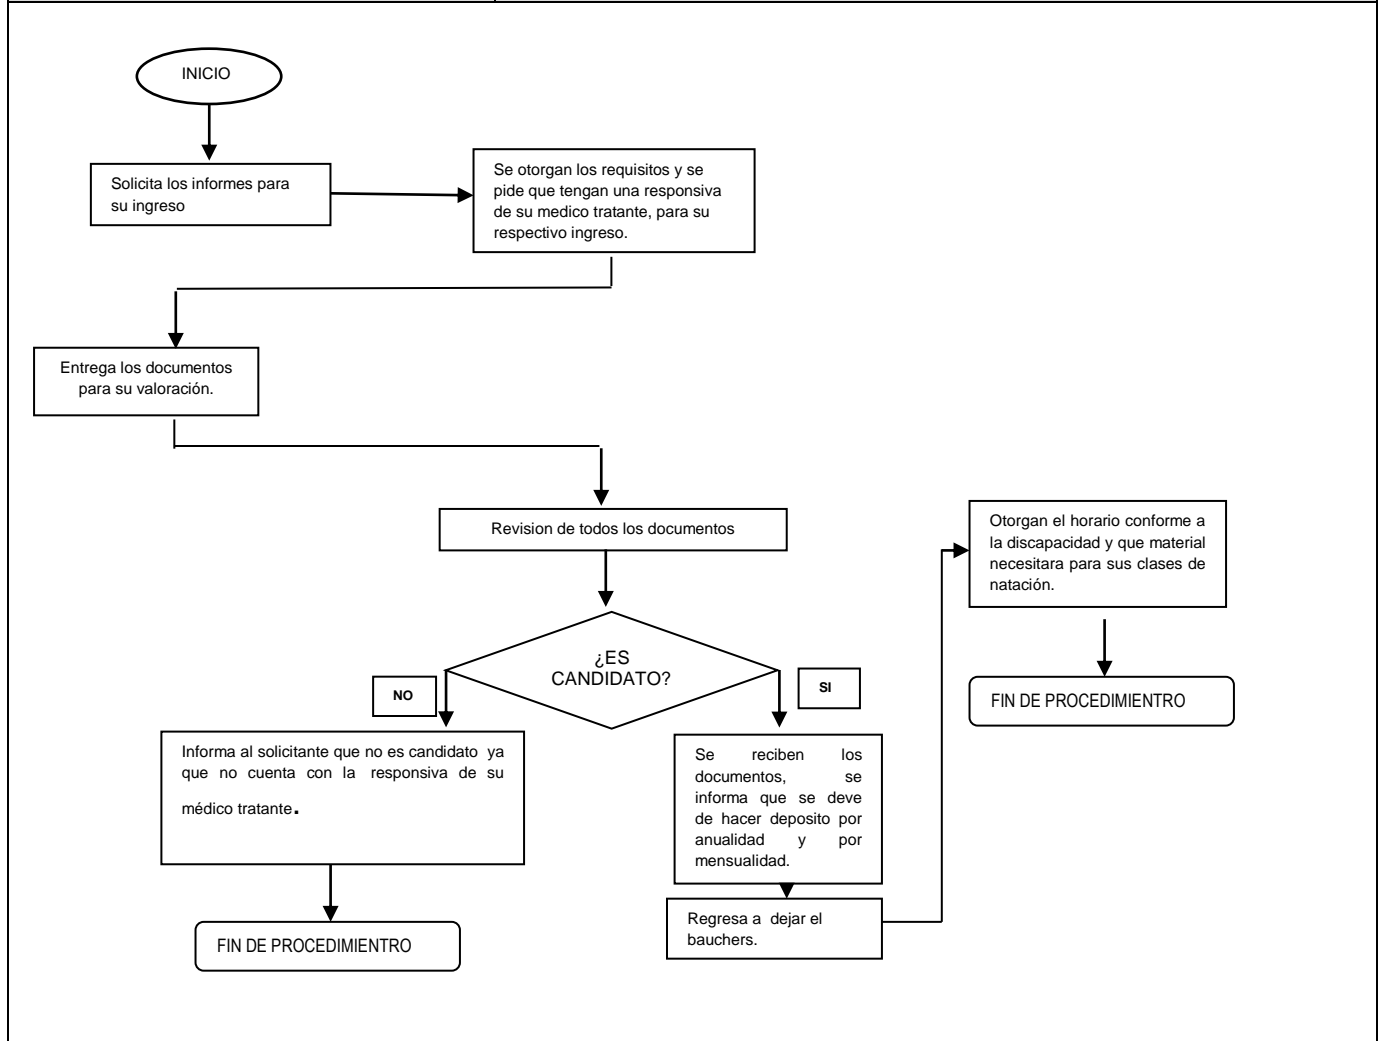 INICIO
Solicita los informes para
su ingreso
Se otorgan los requisitos y se
pide que tengan una responsiva
de su medico tratante, para su
respectivo ingreso.
Entrega los documentos
para su valoración.
Revision de todos los documentos
¿ES
CANDIDATO?
NO
SI
Informa al solicitante que no es candidato ya
que no cuenta con la responsiva de su
médico tratante.
FIN DE PROCEDIMIENTRO
Se reciben los
documentos, se
informa que se deve
de hacer deposito por
anualidad y por
mensualidad.
Regresa a dejar el
bauchers.
Otorgan el horario conforme a
la discapacidad y que material
necesitara para sus clases de
natación.
FIN DE PROCEDIMIENTRO